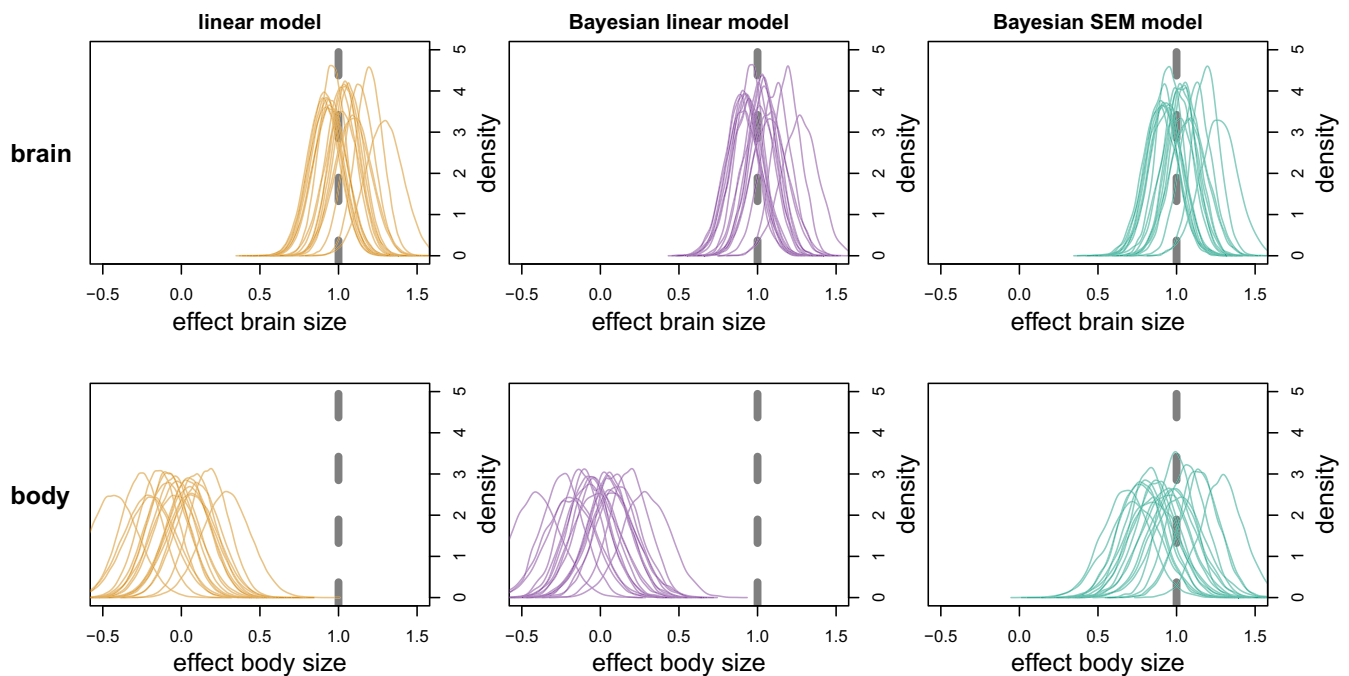 linear model Bayesian linear model Bayesian SEM model
brain
0 1 2 3 4 5
density
0 1 2 3 4 5
density
0 1 2 3 4 5
density
−0.5 0.0 0.5 1.0 1.5 −0.5 0.0 0.5 1.0 1.5 −0.5 0.0 0.5 1.0 1.5
effect brain size effect brain size effect brain size
body
0 1 2 3 4 5
density
0 1 2 3 4 5
density
0 1 2 3 4 5
density
−0.5 0.0 0.5 1.0 1.5 −0.5 0.0 0.5 1.0 1.5 −0.5 0.0 0.5 1.0 1.5
effect body size effect body size effect body size